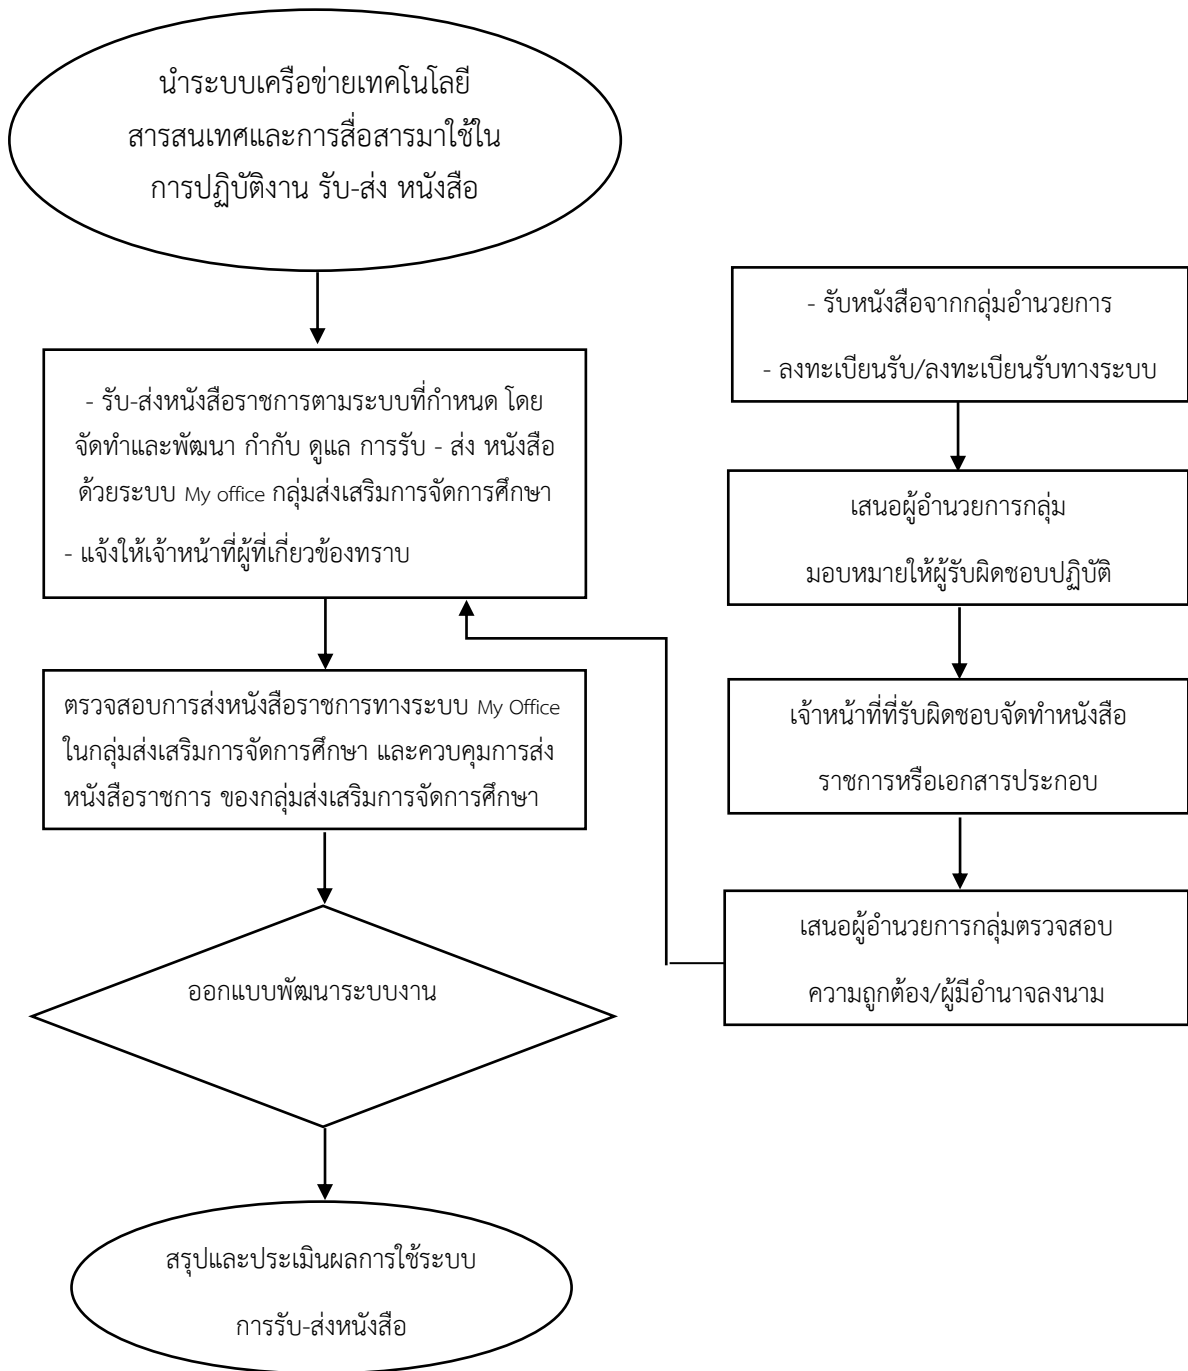 นำระบบเครือข่ายเทคโนโลยี
สารสนเทศและการสื่อสารมาใช้ใน
การปฏิบัติงาน รับ-ส่ง หนังสือ
- รับ-ส่งหนังสือราชการตามระบบที่กำหนด โดย
จัดทำและพัฒนา กำกับ ดูแล การรับ - ส่ง หนังสือ
ด้วยระบบ My office กลุ่มส่งเสริมการจัดการศึกษา
- แจ้งให้เจ้าหน้าที่ผู้ที่เกี่ยวข้องทราบ
ตรวจสอบการส่งหนังสือราชการทางระบบ My Office
ในกลุ่มส่งเสริมการจัดการศึกษา และควบคุมการส่ง
หนังสือราชการ ของกลุ่มส่งเสริมการจัดการศึกษา
ออกแบบพัฒนาระบบงาน
สรุปและประเมินผลการใช้ระบบ
การรับ-ส่งหนังสือ
- รับหนังสือจากกลุ่มอำนวยการ
- ลงทะเบียนรับ/ลงทะเบียนรับทางระบบ
เสนอผู้อำนวยการกลุ่ม
มอบหมายให้ผู้รับผิดชอบปฏิบัติ
เจ้าหน้าที่ที่รับผิดชอบจัดทำหนังสือ
ราชการหรือเอกสารประกอบ
เสนอผู้อำนวยการกลุ่มตรวจสอบ
ความถูกต้อง/ผู้มีอำนาจลงนาม